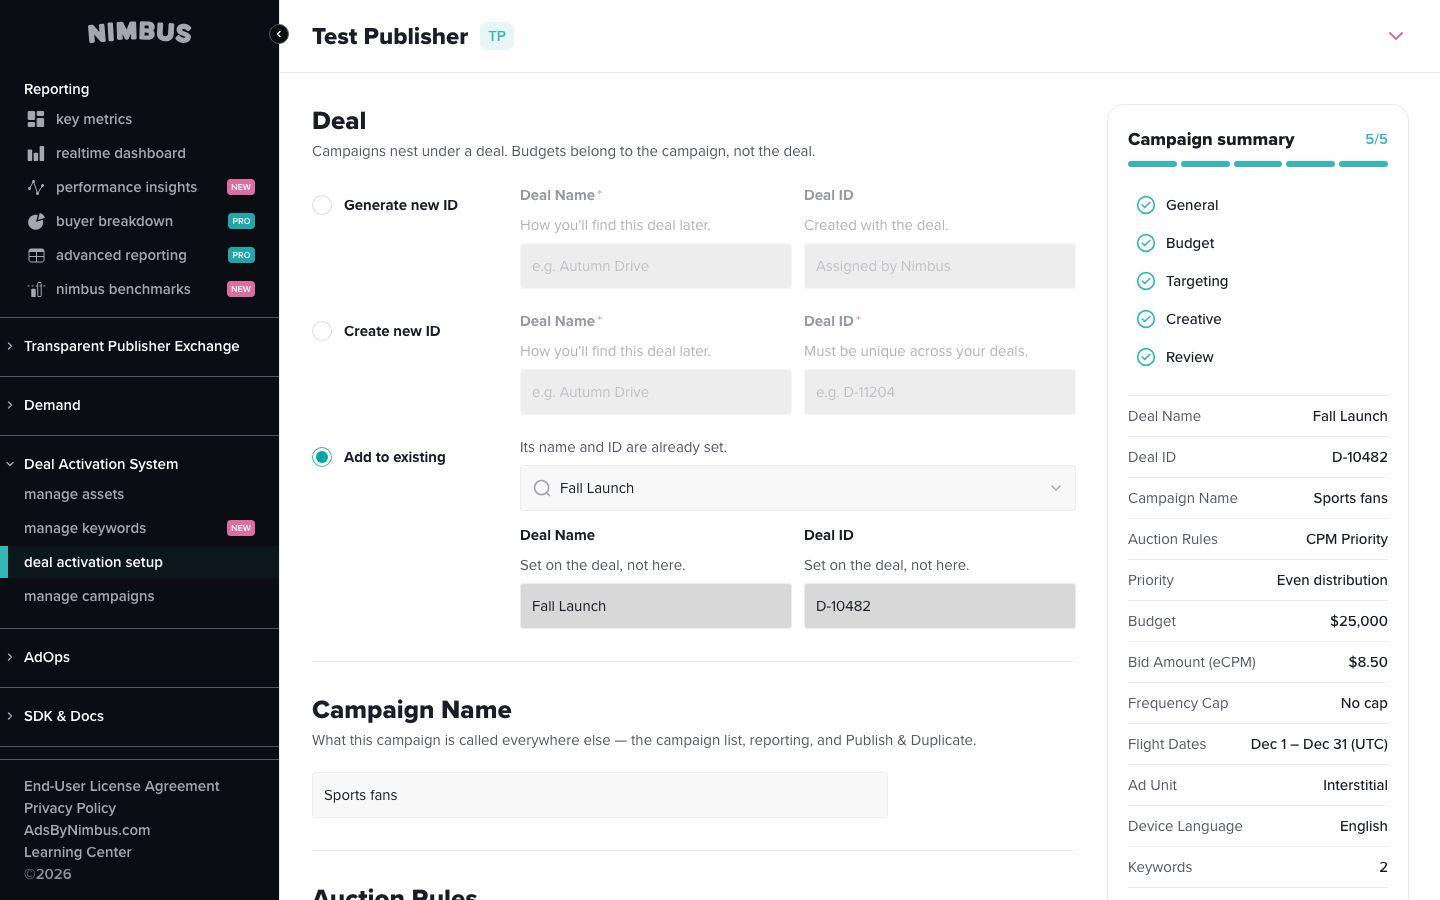 NIMBUS
Reporting
key metrics
realtime dashboard
performance insights NEW
buyer breakdown PRO
advanced reporting PRO
nimbus benchmarks NEW
Transparent Publisher Exchange
Demand
Deal Activation System
manage assets
manage keywords NEW
deal activation setup
manage campaigns
AdOps
SDK & Docs
End-User License Agreement
Privacy Policy
AdsByNimbus.com
Learning Center
©2026
Test Publisher TP
Deal
Campaigns nest under a deal. Budgets belong to the campaign, not the deal.
Generate new ID
Deal Name* Deal ID
How you'll find this deal later. Created with the deal.
e.g. Autumn Drive Assigned by Nimbus
Create new ID
Deal Name* Deal ID*
How you'll find this deal later. Must be unique across your deals.
e.g. Autumn Drive e.g. D-11204
Add to existing
Its name and ID are already set.
Fall Launch
Deal Name Deal ID
Set on the deal, not here. Set on the deal, not here.
Fall Launch D-10482
Campaign Name
What this campaign is called everywhere else — the campaign list, reporting, and Publish & Duplicate.
Sports fans
Auction Rules
Campaign summary 5/5
General
Budget
Targeting
Creative
Review
Deal Name Fall Launch
Deal ID D-10482
Campaign Name Sports fans
Auction Rules CPM Priority
Priority Even distribution
Budget $25,000
Bid Amount (eCPM) $8.50
Frequency Cap No cap
Flight Dates Dec 1 – Dec 31 (UTC)
Ad Unit Interstitial
Device Language English
Keywords 2